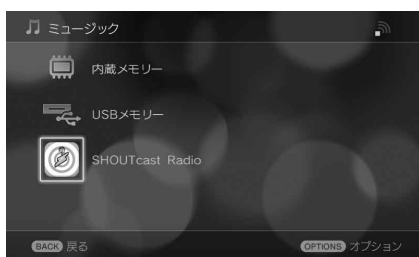 ミュージック
内蔵メモリー
USBメモリー
SHOUTcast Radio
BACK 戻る
OPTIONS オプション